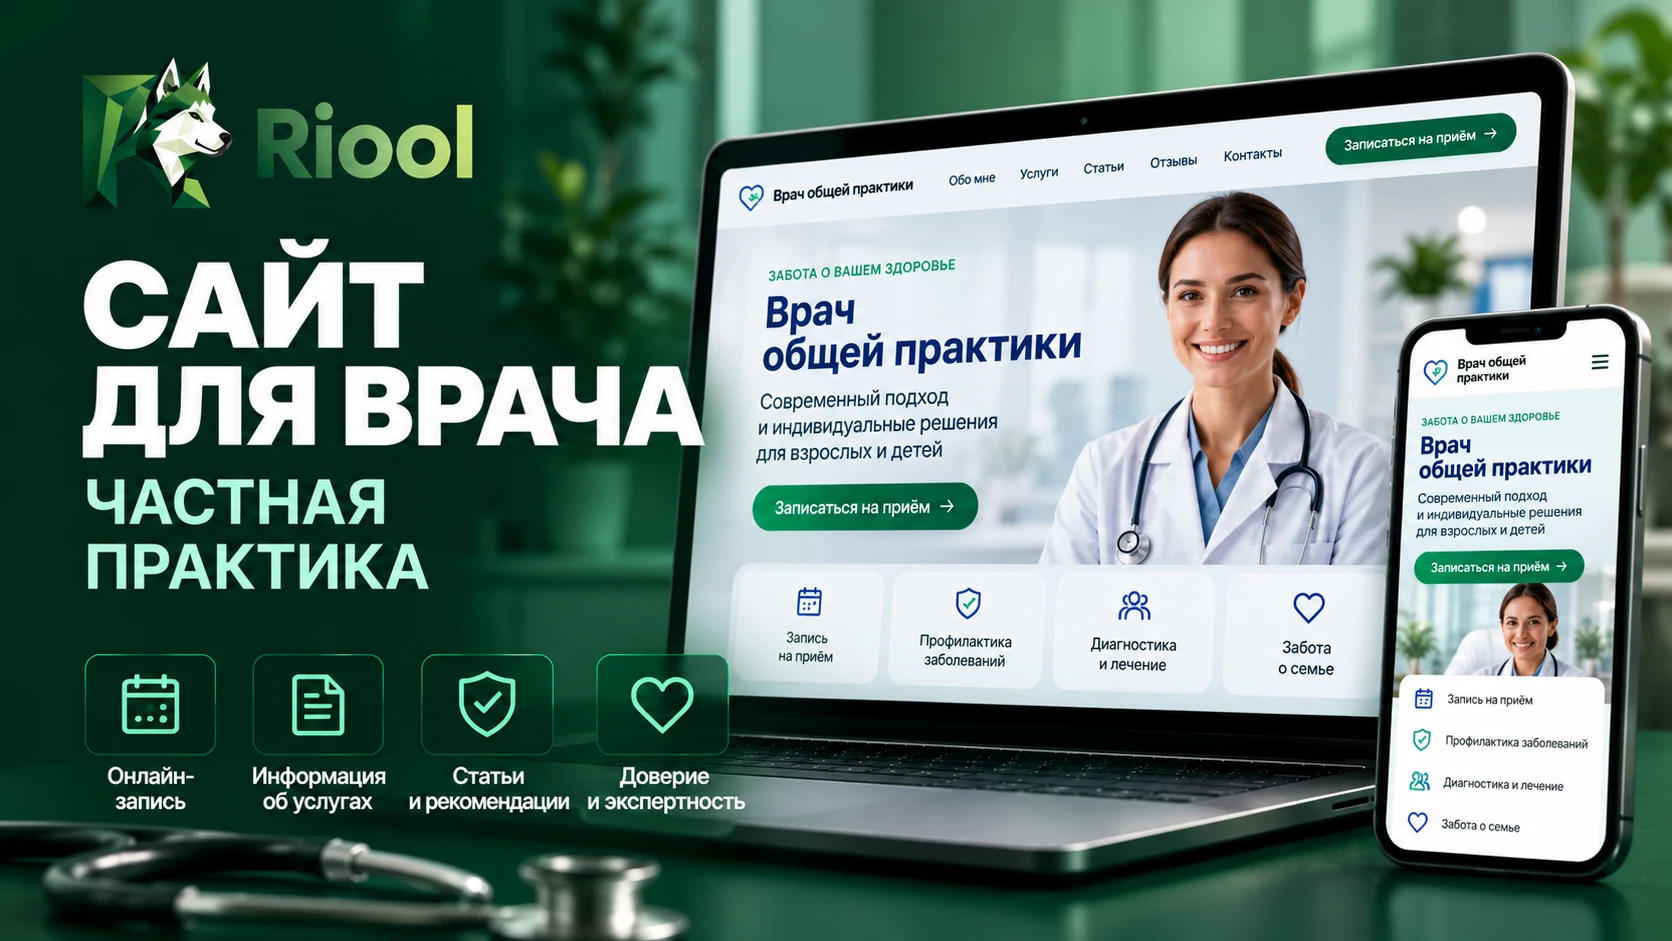 Riool
САЙТ
ДЛЯ ВРАЧА
ЧАСТНАЯ
ПРАКТИКА
Онлайн-
запись
Информация
об услугах
Статьи
и рекомендации
Доверие
и экспертность
Врач общей практики
Обо мне
Услуги
Статьи
Отзывы
Контакты
Записаться на приём →
ЗАБОТА О ВАШЕМ ЗДОРОВЬЕ
Врач
общей практики
Современный подход
и индивидуальные решения
для взрослых и детей
Записаться на приём →
Запись
на приём
Профилактика
заболеваний
Диагностика
и лечение
Забота
о семье
Врач общей
практики
ЗАБОТА О ВАШЕМ ЗДОРОВЬЕ
Врач
общей практики
Современный подход
и индивидуальные решения
для взрослых и детей
Записаться на приём →
Запись на приём
Профилактика заболеваний
Диагностика и лечение
Забота о семье